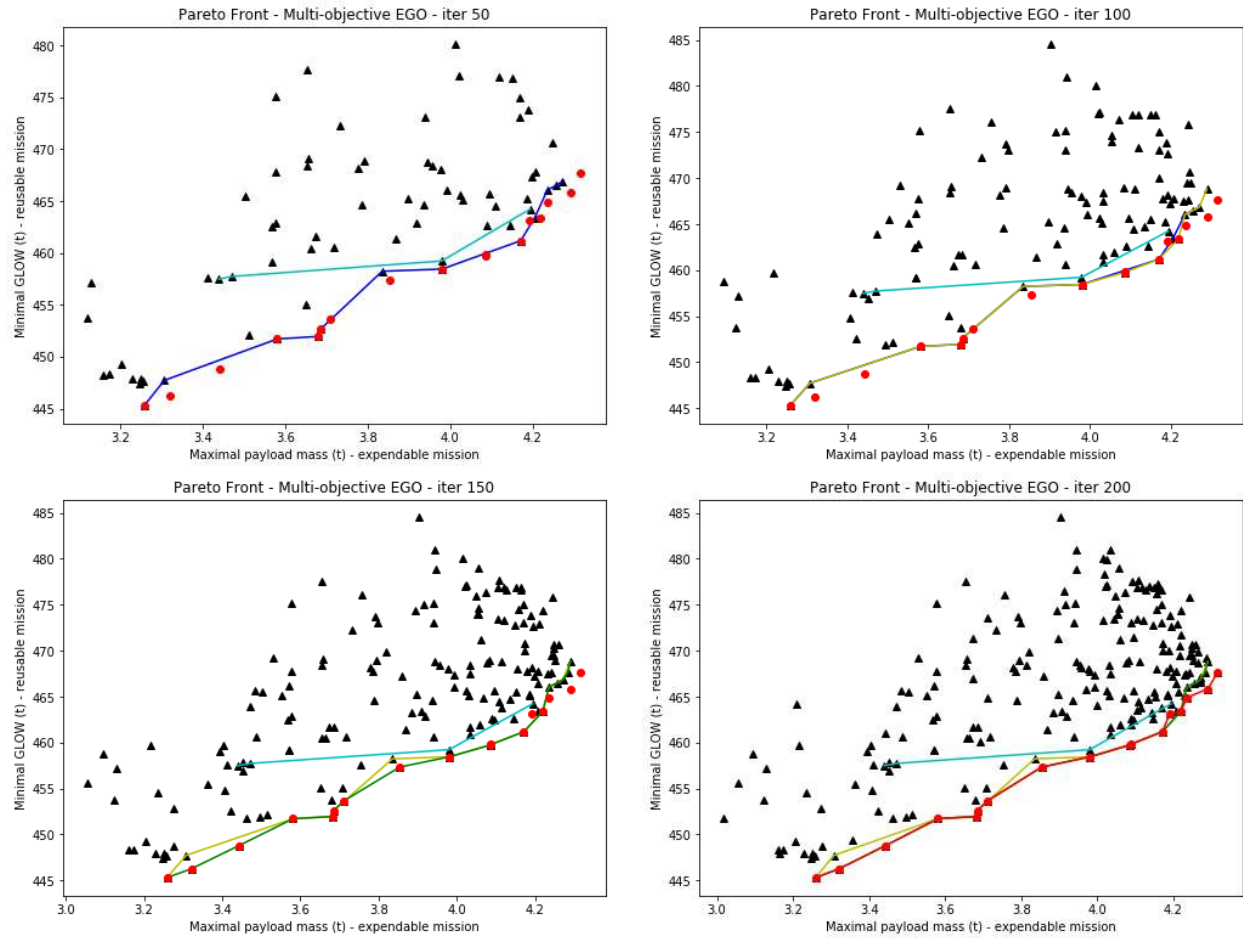 Pareto Front - Multi-objective EGO - iter 50
480
475
470
465
460
455
450
445
Minimal GLOW (t) - reusable mission
3.2 3.4 3.6 3.8 4.0 4.2
Maximal payload mass (t) - expendable mission
Pareto Front - Multi-objective EGO - iter 100
485
480
475
470
465
460
455
450
445
Minimal GLOW (t) - reusable mission
3.2 3.4 3.6 3.8 4.0 4.2
Maximal payload mass (t) - expendable mission
Pareto Front - Multi-objective EGO - iter 150
485
480
475
470
465
460
455
450
445
Minimal GLOW (t) - reusable mission
3.0 3.2 3.4 3.6 3.8 4.0 4.2
Maximal payload mass (t) - expendable mission
Pareto Front - Multi-objective EGO - iter 200
485
480
475
470
465
460
455
450
445
Minimal GLOW (t) - reusable mission
3.0 3.2 3.4 3.6 3.8 4.0 4.2
Maximal payload mass (t) - expendable mission